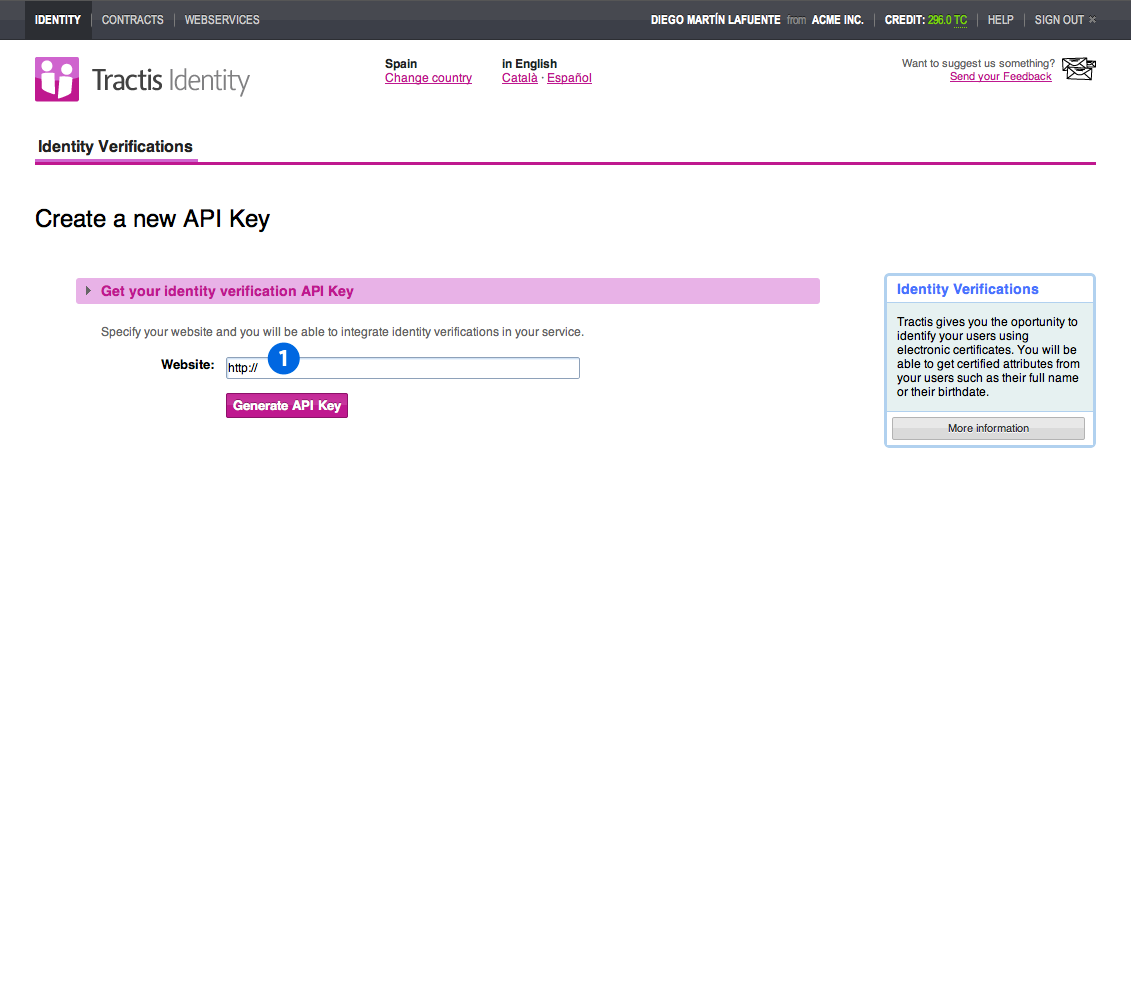 IDENTITY CONTRACTS WEBSERVICES DIEGO MARTÍN LAFUENTE from ACME INC. CREDIT: 296.0 TC HELP SIGN OUT ×
Tractis Identity
Spain
Change country
in English
Català · Español
Want to suggest us something?
Send your Feedback
Identity Verifications
Create a new API Key
Get your identity verification API Key
Specify your website and you will be able to integrate identity verifications in your service.
Website: http:// 1
Generate API Key
Identity Verifications
Tractis gives you the oportunity to
identify your users using
electronic certificates. You will be
able to get certified attributes from
your users such as their full name
or their birthdate.
More information